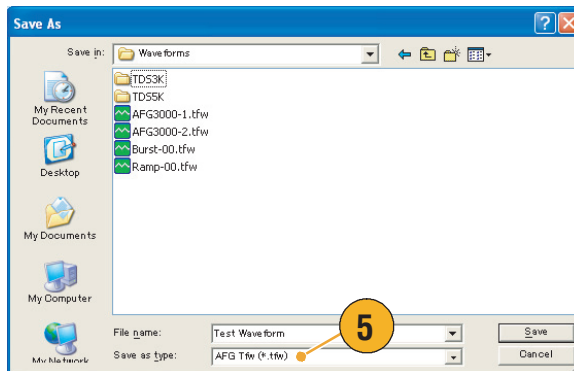 Save As
Save in:
Waveforms
TDS3K
TDS5K
AFG3000-1.tfw
AFG3000-2.tfw
Burst-00.tfw
Ramp-00.tfw
My Recent
Documents
Desktop
My Documents
My Computer
My Network
File name:
Test Waveform
Save
Save as type:
AFG Tfw (*.tfw)
5
Cancel